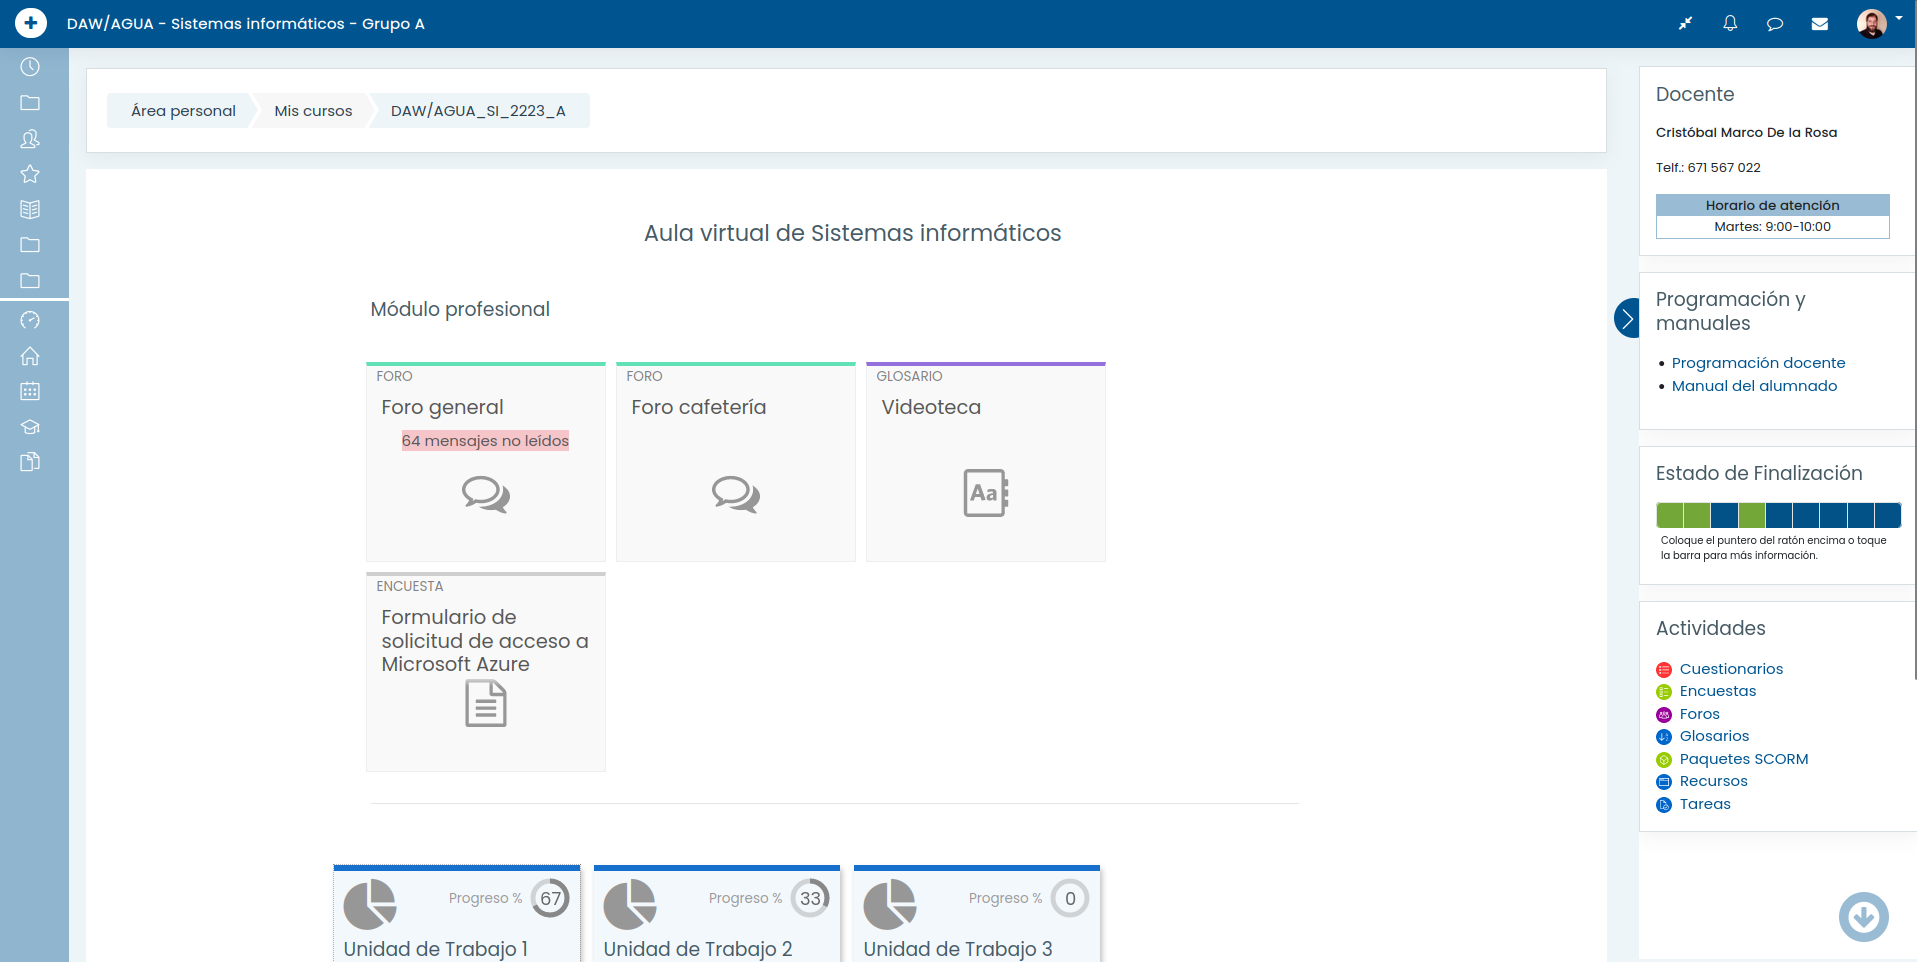 DAW/AGUA - Sistemas informáticos - Grupo A
Área personal
Mis cursos
DAW/AGUA_SI_2223_A
Aula virtual de Sistemas informáticos
Módulo profesional
FORO
Foro general
64 mensajes no leídos
FORO
Foro cafetería
GLOSARIO
Videoteca
Aa
ENCUESTA
Formulario de
solicitud de acceso a
Microsoft Azure
Progreso %
67
Unidad de Trabajo 1
Progreso %
33
Unidad de Trabajo 2
Progreso %
0
Unidad de Trabajo 3
Docente
Cristóbal Marco De la Rosa
Telf.: 671 567 022
Horario de atención
Martes: 9:00-10:00
Programación y
manuales
Programación docente
Manual del alumnado
Estado de Finalización
Coloque el puntero del ratón encima o toque
la barra para más información.
Actividades
Cuestionarios
Encuestas
Foros
Glosarios
Paquetes SCORM
Recursos
Tareas